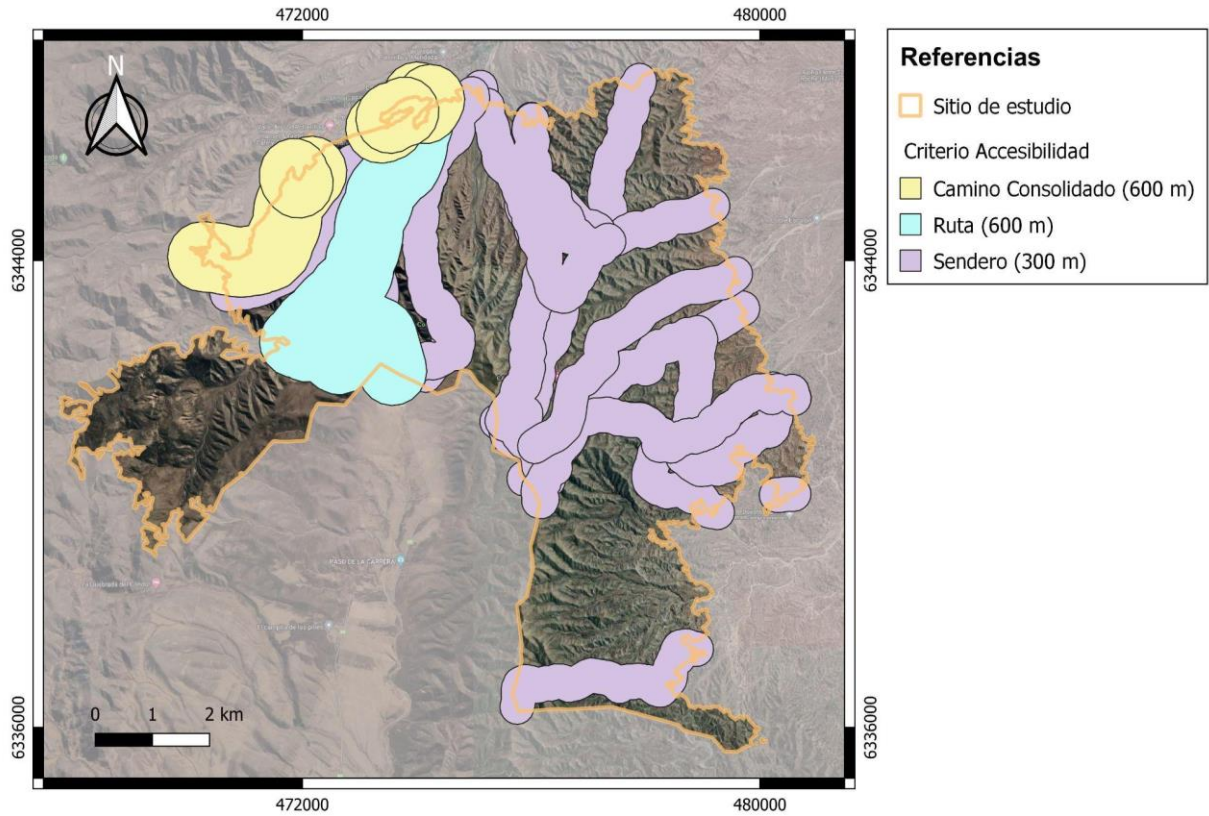 472000
480000
N
6344000
6344000
PASO DE LA CARRERA
6336000
6336000
0 1 2 km
472000
480000
Referencias
Sitio de estudio
Criterio Accesibilidad
Camino Consolidado (600 m)
Ruta (600 m)
Sendero (300 m)